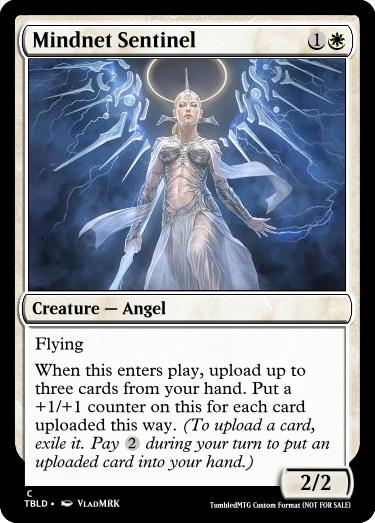 Mindnet Sentinel 1
Creature — Angel
Flying
When this enters play, upload up to
three cards from your hand. Put a
+1/+1 counter on this for each card
uploaded this way. (To upload a card,
exile it. Pay 2 during your turn to put an
uploaded card into your hand.)
2/2
C
TBLD • VladMRK
TumbledMTG Custom Format (NOT FOR SALE)